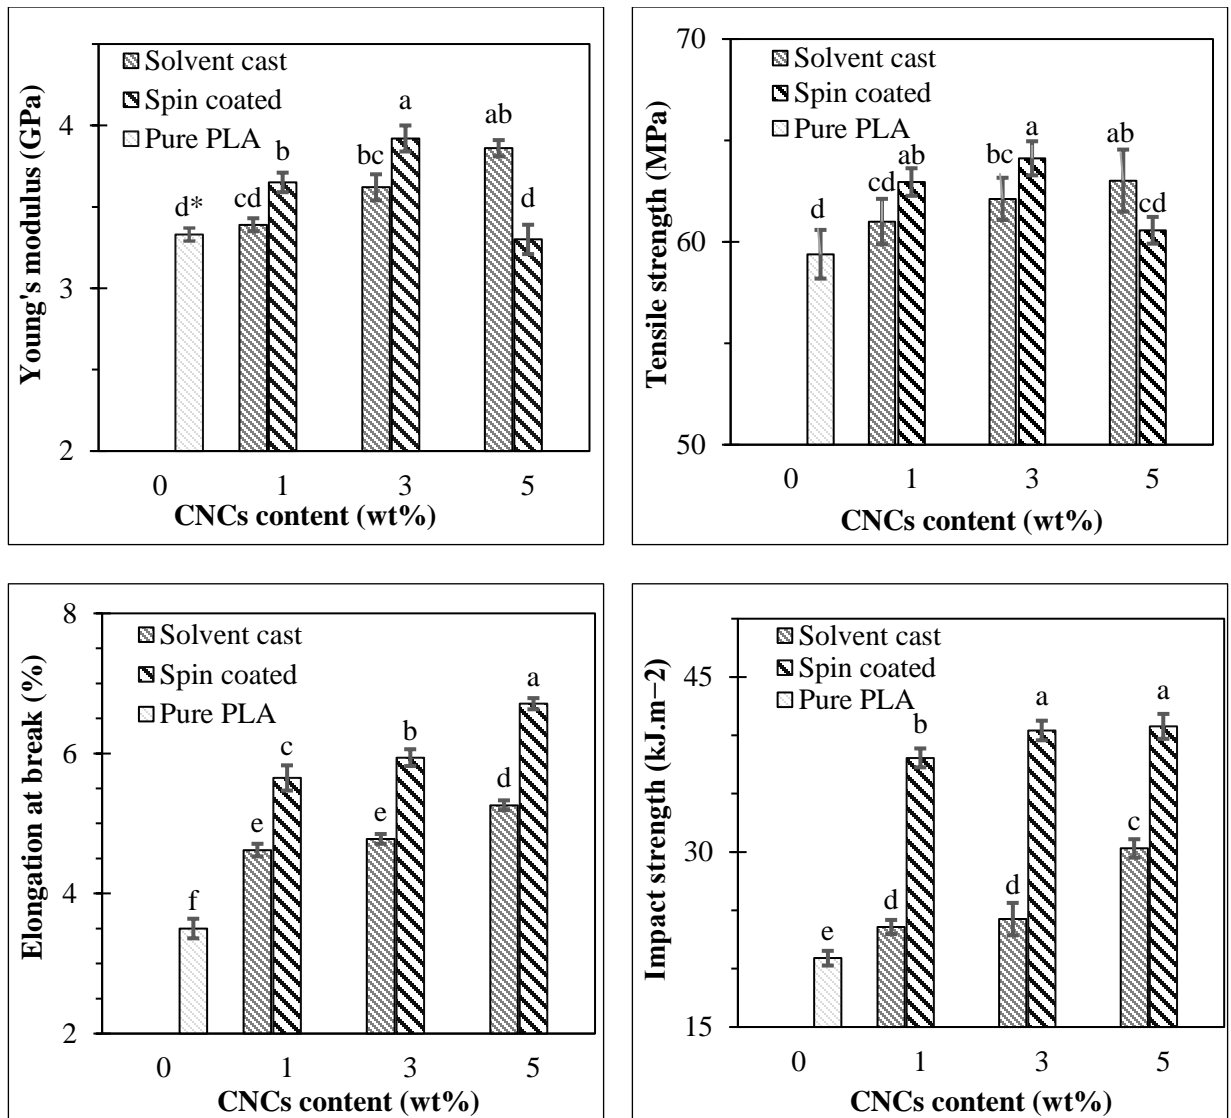 Young's modulus (GPa)
Solvent cast
Spin coated
Pure PLA
4
3
2
d*
cd
b
bc
a
ab
d
0
1
3
5
CNCs content (wt%)
Tensile strength (MPa)
Solvent cast
Spin coated
Pure PLA
70
60
50
d
cd
ab
bc
a
ab
cd
0
1
3
5
CNCs content (wt%)
Elongation at break (%)
Solvent cast
Spin coated
Pure PLA
8
6
4
2
f
e
c
e
b
d
a
0
1
3
5
CNCs content (wt%)
Impact strength (kJ.m−2)
Solvent cast
Spin coated
Pure PLA
45
30
15
e
d
b
d
a
c
a
0
1
3
5
CNCs content (wt%)